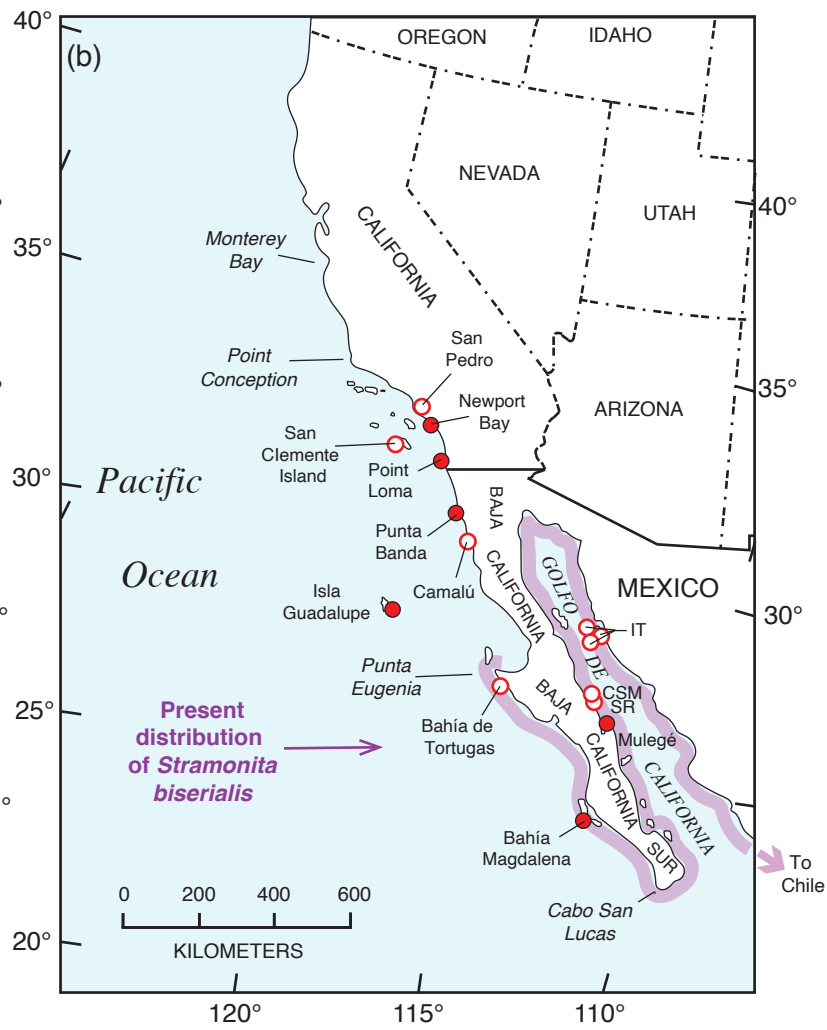 40°
(b)
OREGON
IDAHO
NEVADA
UTAH
40°
CALIFORNIA
Monterey
Bay
35°
San
Pedro
Point
Conception
35°
Newport
Bay
ARIZONA
San
Clemente
Island
Point
Loma
30°
Pacific
Ocean
BAJA
CALIFORNIA
Punta
Banda
GOLFO
DE
CALIFORNIA
MEXICO
Camalú
Isla
Guadalupe
30°
IT
Punta
Eugenia
BAJA
CALIFORNIA
SUR
CSM
SR
25°
Present
distribution
of Stramonita
biserialis
Bahía de
Tortugas
Mulegé
Bahía
Magdalena
To
Chile
0 200 400 600
KILOMETERS
Cabo San
Lucas
20°
120°
115°
110°